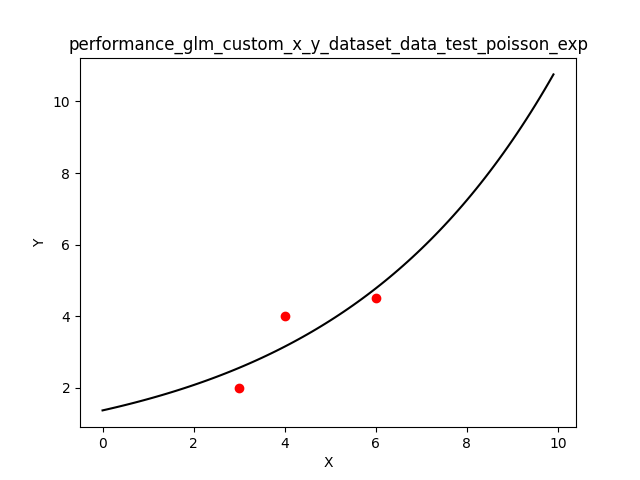 performance_glm_custom_x_y_dataset_data_test_poisson_exp
10
8
6
4
2
Y
0 2 4 6 8 10
X